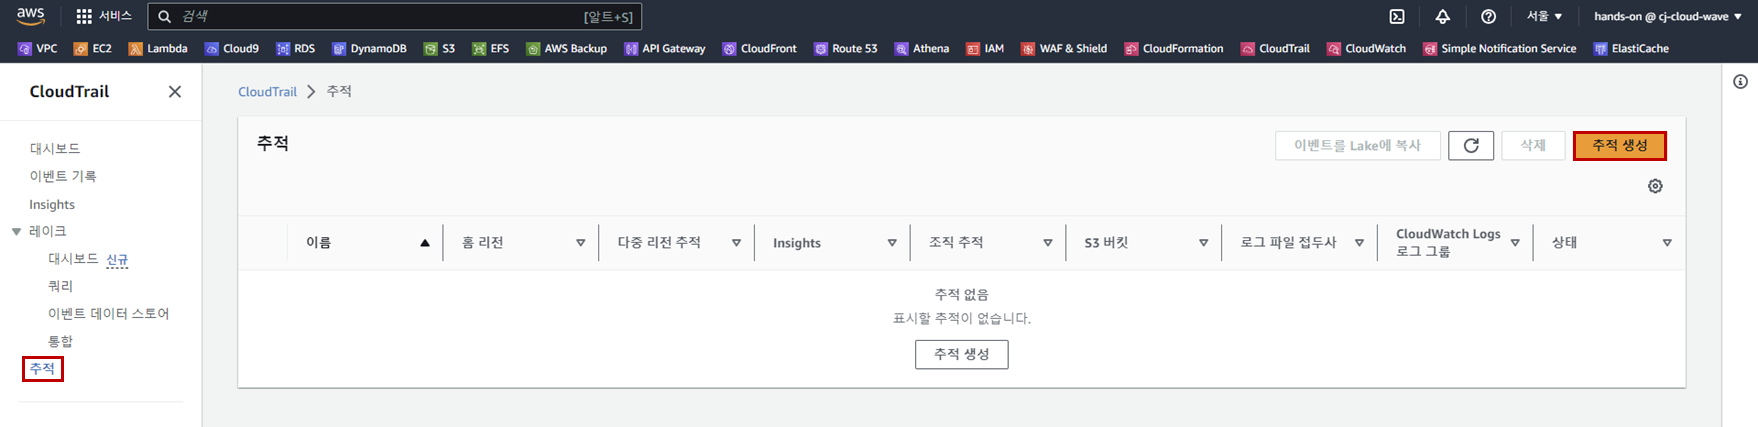 aws 서비스 검색 [알트+S] 서울 ▼ hands-on @ cj-cloud-wave ▼
VPC EC2 Lambda Cloud9 RDS DynamoDB S3 EFS AWS Backup API Gateway CloudFront Route 53 Athena IAM WAF & Shield CloudFormation CloudTrail CloudWatch Simple Notification Service ElastiCache
CloudTrail
대시보드
이벤트 기록
Insights
레이크
대시보드 신규
쿼리
이벤트 데이터 스토어
통합
추적
CloudTrail > 추적
추적
이벤트를 Lake에 복사 삭제 추적 생성
이름 홈 리전 다중 리전 추적 Insights 조직 추적 S3 버킷 로그 파일 접두사 CloudWatch Logs 로그 그룹 상태
추적 없음
표시할 추적이 없습니다.
추적 생성